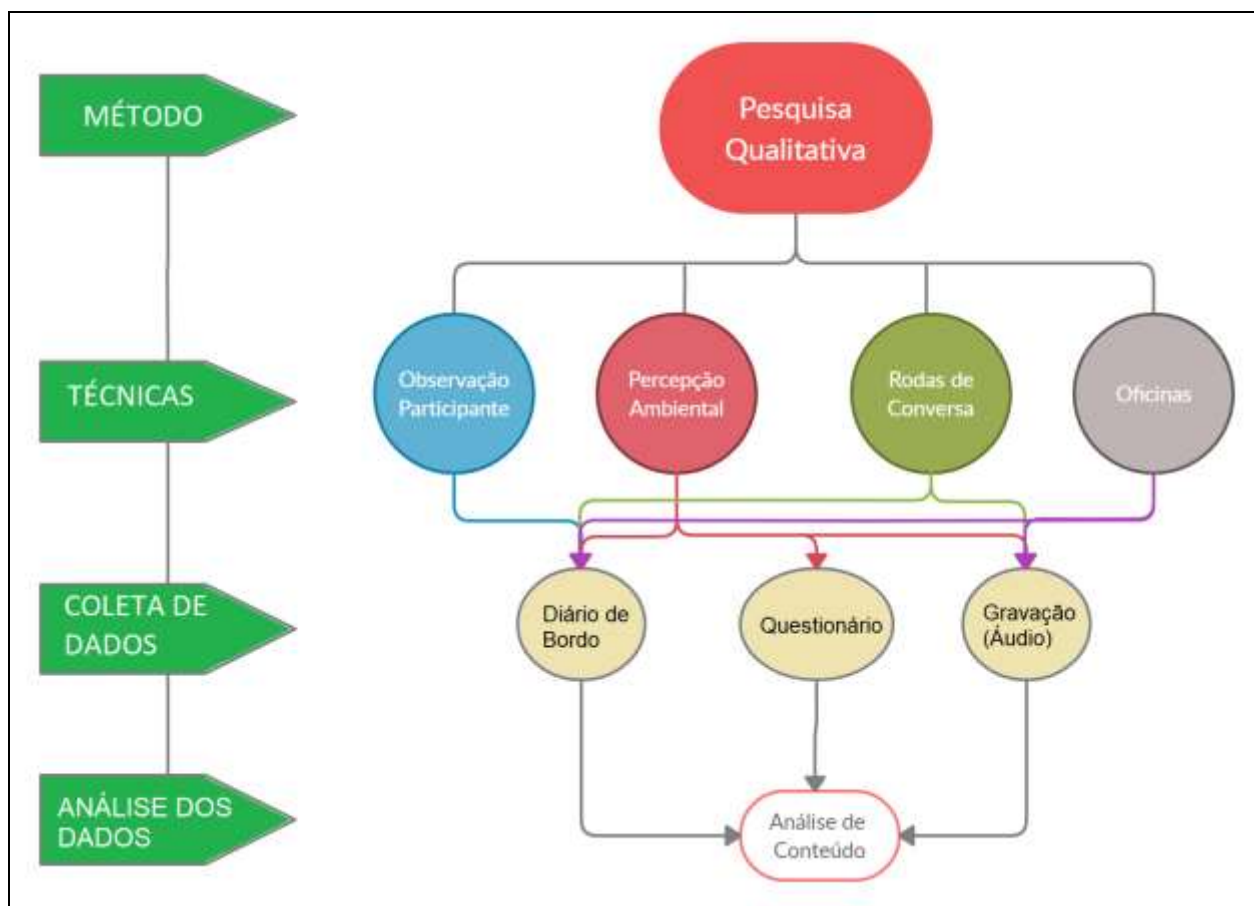 MÉTODO
Pesquisa
Qualitativa
TÉCNICAS
Observação
Participante
Percepção
Ambiental
Rodas de
Conversa
Oficinas
COLETA DE
DADOS
Diário de
Bordo
Questionário
Gravação
(Áudio)
ANÁLISE DOS
DADOS
Análise de
Conteúdo